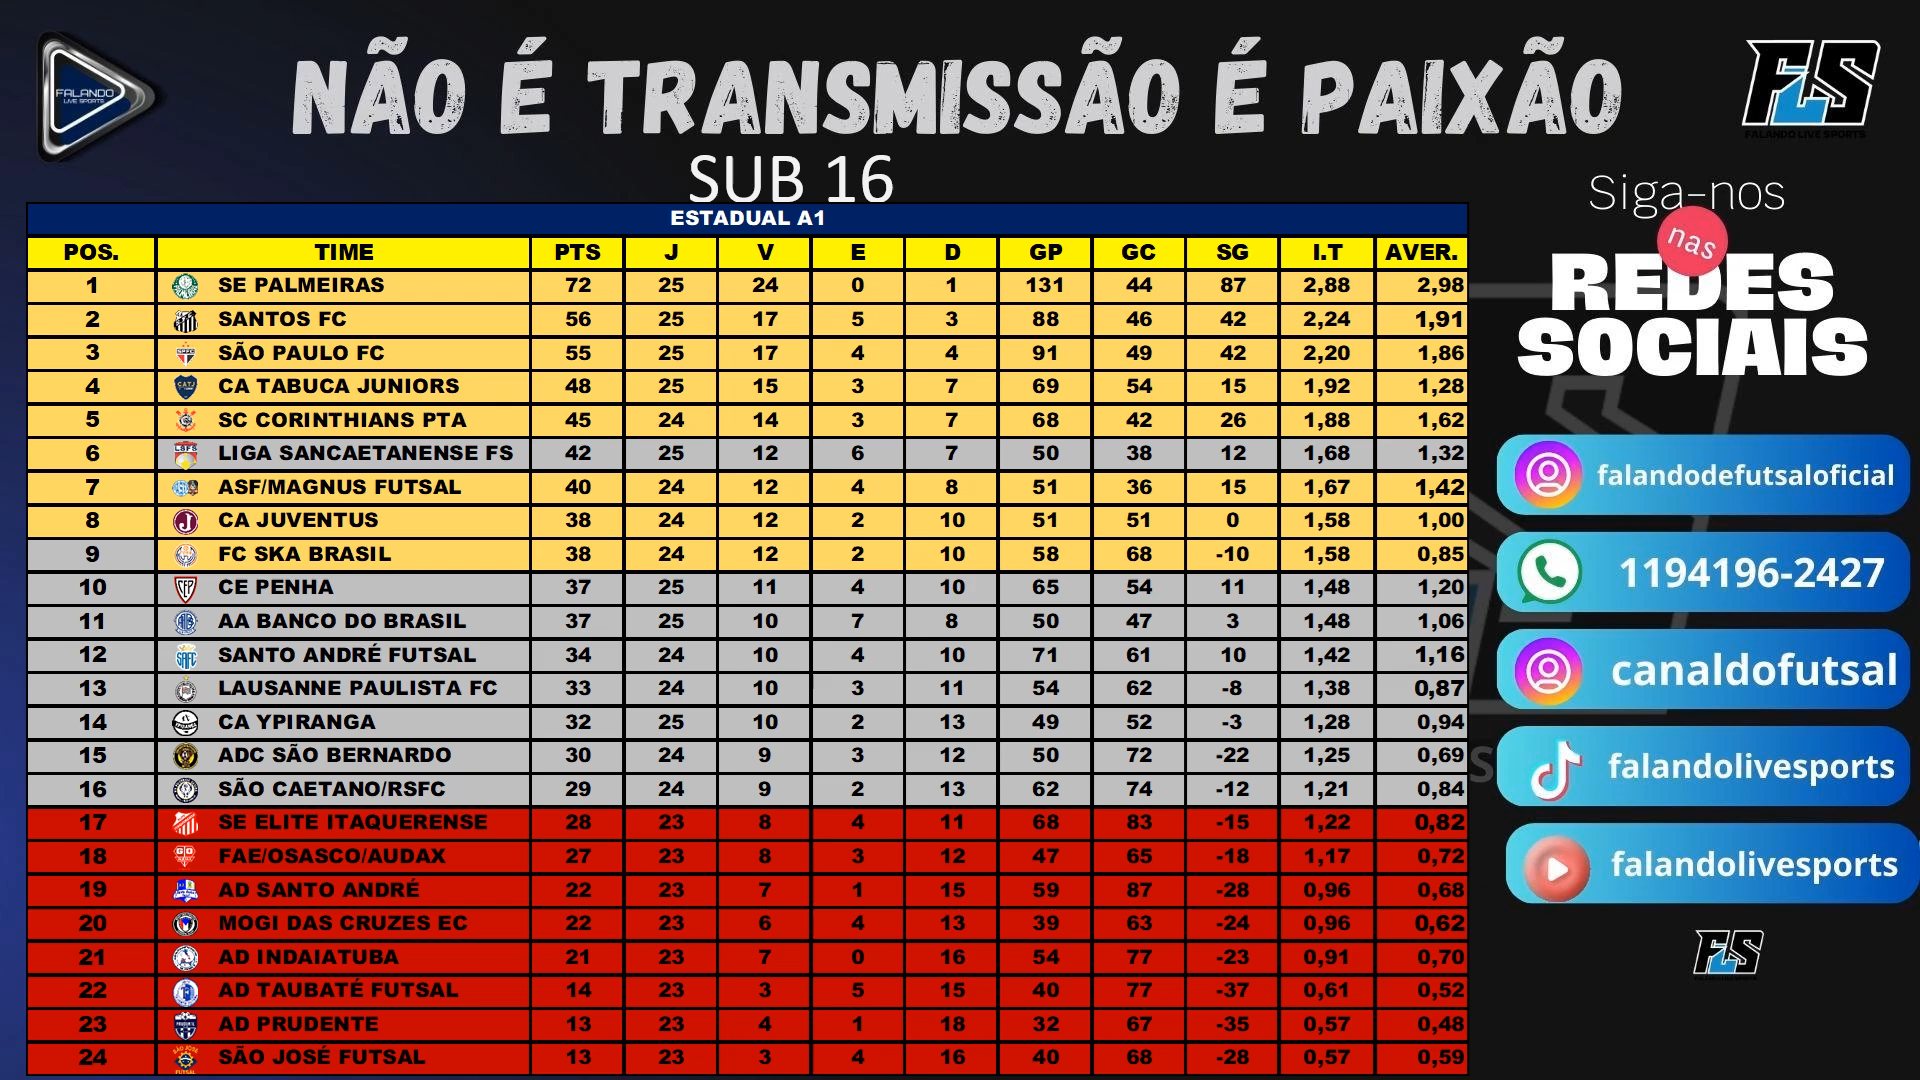 FALANDO
LIVE SPORTS
NÃO É TRANSMISSÃO É PAIXÃO
FLS
FALANDO LIVE SPORTS
SUB 16
ESTADUAL A1
POS. TIME PTS J V E D GP GC SG I.T AVER.
1 SE PALMEIRAS 72 25 24 0 1 131 44 87 2,88 2,98
2 SANTOS FC 56 25 17 5 3 88 46 42 2,24 1,91
3 SÃO PAULO FC 55 25 17 4 4 91 49 42 2,20 1,86
4 CA TABUCA JUNIORS 48 25 15 3 7 69 54 15 1,92 1,28
5 SC CORINTHIANS PTA 45 24 14 3 7 68 42 26 1,88 1,62
6 LIGA SANCAETANENSE FS 42 25 12 6 7 50 38 12 1,68 1,32
7 ASF/MAGNUS FUTSAL 40 24 12 4 8 51 36 15 1,67 1,42
8 CA JUVENTUS 38 24 12 2 10 51 51 0 1,58 1,00
9 FC SKA BRASIL 38 24 12 2 10 58 68 -10 1,58 0,85
10 CE PENHA 37 25 11 4 10 65 54 11 1,48 1,20
11 AA BANCO DO BRASIL 37 25 10 7 8 50 47 3 1,48 1,06
12 SANTO ANDRÉ FUTSAL 34 24 10 4 10 71 61 10 1,42 1,16
13 LAUSANNE PAULISTA FC 33 24 10 3 11 54 62 -8 1,38 0,87
14 CA YPIRANGA 32 25 10 2 13 49 52 -3 1,28 0,94
15 ADC SÃO BERNARDO 30 24 9 3 12 50 72 -22 1,25 0,69
16 SÃO CAETANO/RSFC 29 24 9 2 13 62 74 -12 1,21 0,84
17 SE ELITE ITAQUERENSE 28 23 8 4 11 68 83 -15 1,22 0,82
18 FAE/OSASCO/AUDAX 27 23 8 3 12 47 65 -18 1,17 0,72
19 AD SANTO ANDRÉ 22 23 7 1 15 59 87 -28 0,96 0,68
20 MOGI DAS CRUZES EC 22 23 6 4 13 39 63 -24 0,96 0,62
21 AD INDAIATUBA 21 23 7 0 16 54 77 -23 0,91 0,70
22 AD TAUBATÉ FUTSAL 14 23 3 5 15 40 77 -37 0,61 0,52
23 AD PRUDENTE 13 23 4 1 18 32 67 -35 0,57 0,48
24 SÃO JOSÉ FUTSAL 13 23 3 4 16 40 68 -28 0,57 0,59
Siga-nos
nas
REDES
SOCIAIS
falandodefutsaloficial
1194196-2427
canaldofutsal
falandolivesports
falandolivesports
FLS